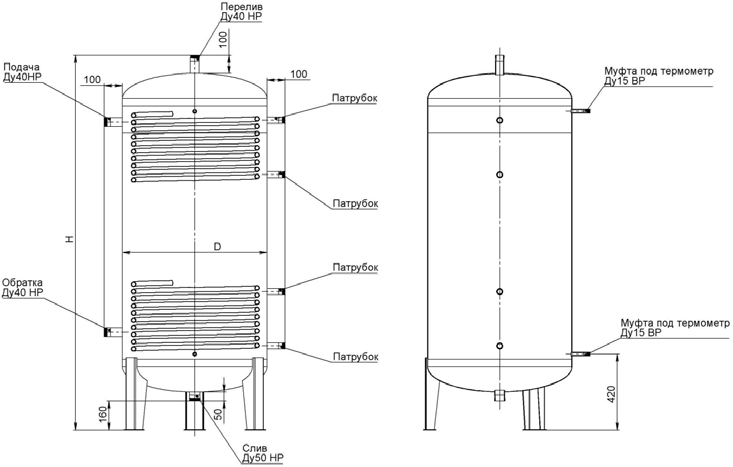 Перелив
Ду40 НР
100
Подача
Ду40НР
100
100
Патрубок
Патрубок
H
D
Обратка
Ду40 НР
Патрубок
Патрубок
160
50
Слив
Ду50 НР
Муфта под термометр
Ду15 ВР
Муфта под термометр
Ду15 ВР
420